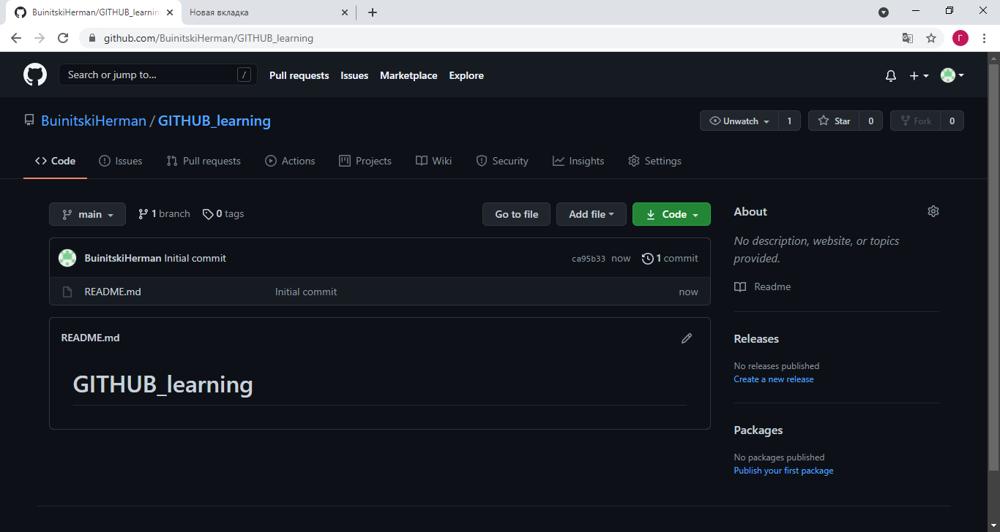 BuinitskiHerman/GITHUB_learnin
Новая вкладка
github.com/BuinitskiHerman/GITHUB_learning
Г
Search or jump to...
/
Pull requests Issues Marketplace Explore
BuinitskiHerman / GITHUB_learning
Unwatch 1 Star 0 Fork 0
Code Issues Pull requests Actions Projects Wiki Security Insights Settings
main 1 branch 0 tags Go to file Add file Code
BuinitskiHerman Initial commit ca95b33 now 1 commit
README.md Initial commit now
README.md
GITHUB_learning
About
No description, website, or topics
provided.
Readme
Releases
No releases published
Create a new release
Packages
No packages published
Publish your first package